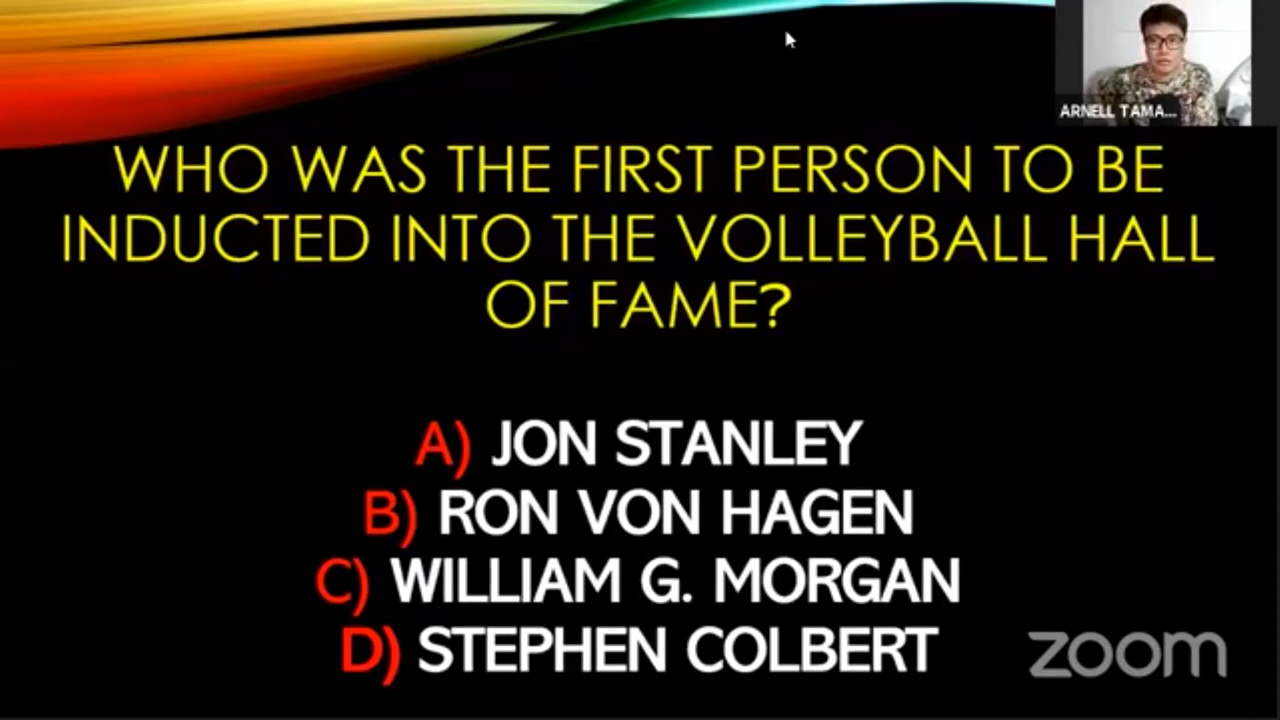 ARNELL TAMA...
WHO WAS THE FIRST PERSON TO BE
INDUCTED INTO THE VOLLEYBALL HALL
OF FAME?
A) JON STANLEY
B) RON VON HAGEN
C) WILLIAM G. MORGAN
D) STEPHEN COLBERT
zoom